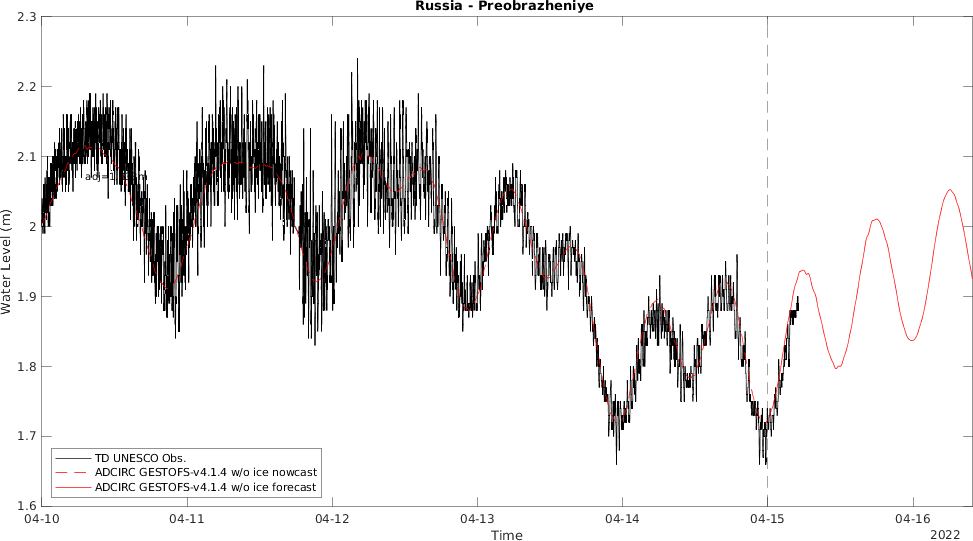 Russia - Preobrazheniye
Water Level (m)
2.3
2.2
2.1
2
1.9
1.8
1.7
1.6
TD UNESCO Obs.
ADCIRC GESTOFS-v4.1.4 w/o ice nowcast
ADCIRC GESTOFS-v4.1.4 w/o ice forecast
04-10
04-11
04-12
04-13
04-14
04-15
04-16
Time
2022